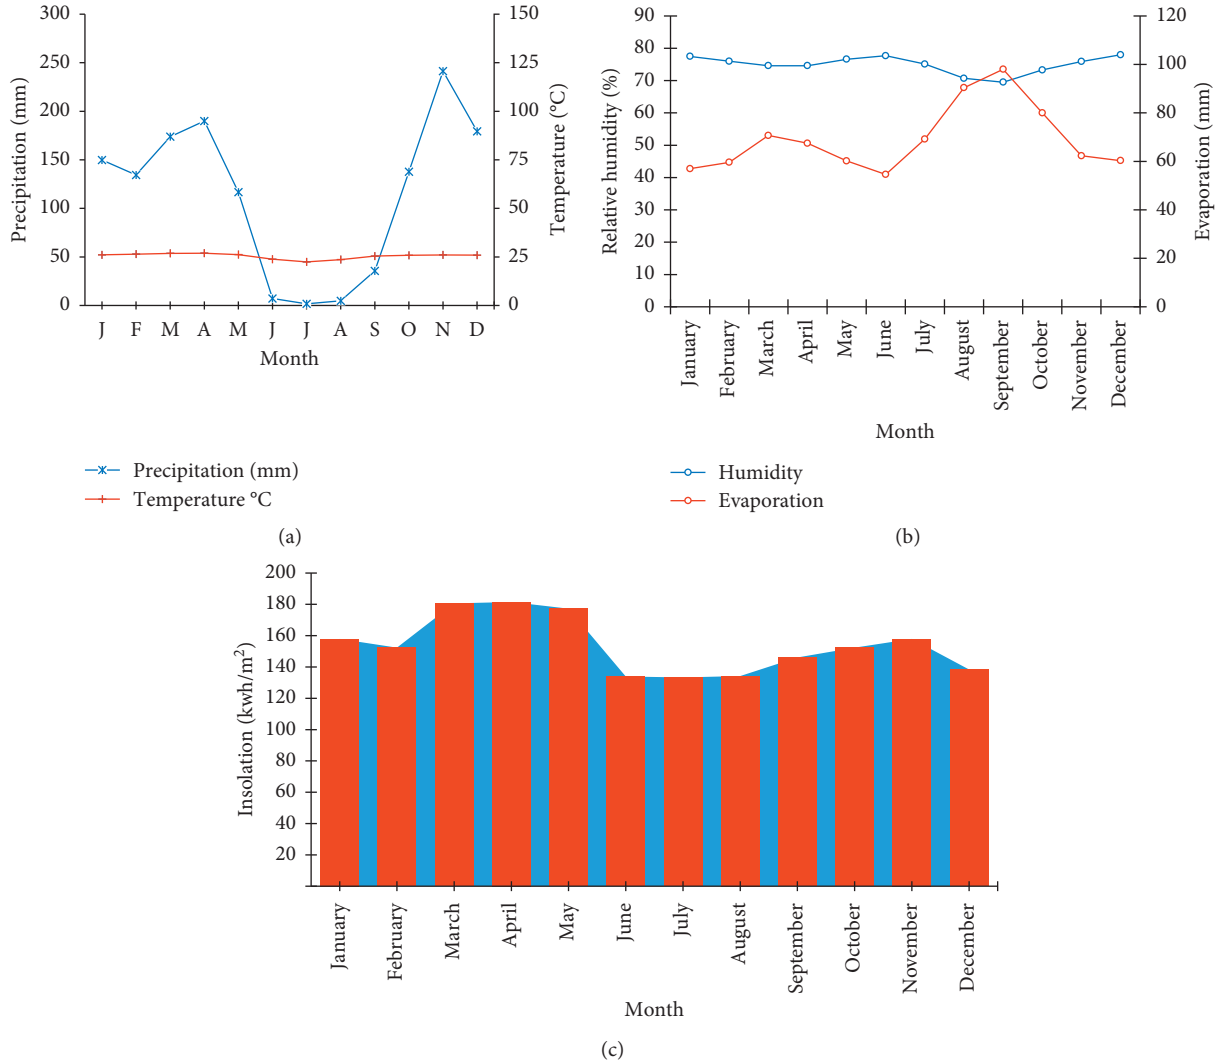 300
250
200
150
100
50
0
Precipitation (mm)
150
125
100
75
50
25
0
Temperature (°C)
J F M A M J J A S O N D
Month
Precipitation (mm)
Temperature °C
(a)
90
80
70
60
50
40
30
20
10
0
Relative humidity (%)
120
100
80
60
40
20
0
Evaporation (mm)
January
February
March
April
May
June
July
August
September
October
November
December
Month
Humidity
Evaporation
(b)
200
180
160
140
120
100
80
60
40
20
Insolation (kwh/m²)
January
February
March
April
May
June
July
August
September
October
November
December
Month
(c)